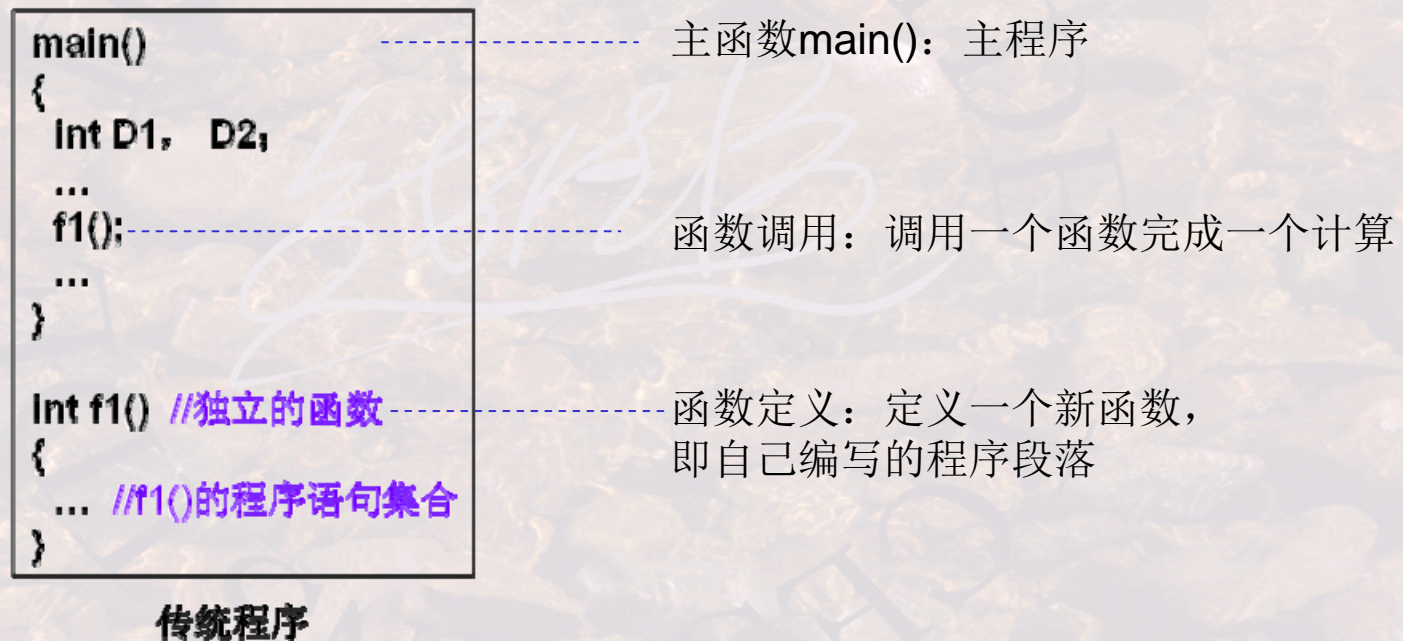 main()
主函数main()：主程序
{
int D1， D2;
...
f1();
函数调用：调用一个函数完成一个计算
...
}
int f1() //独立的函数
函数定义：定义一个新函数，
即自己编写的程序段落
{
... //f1()的程序语句集合
}
传统程序